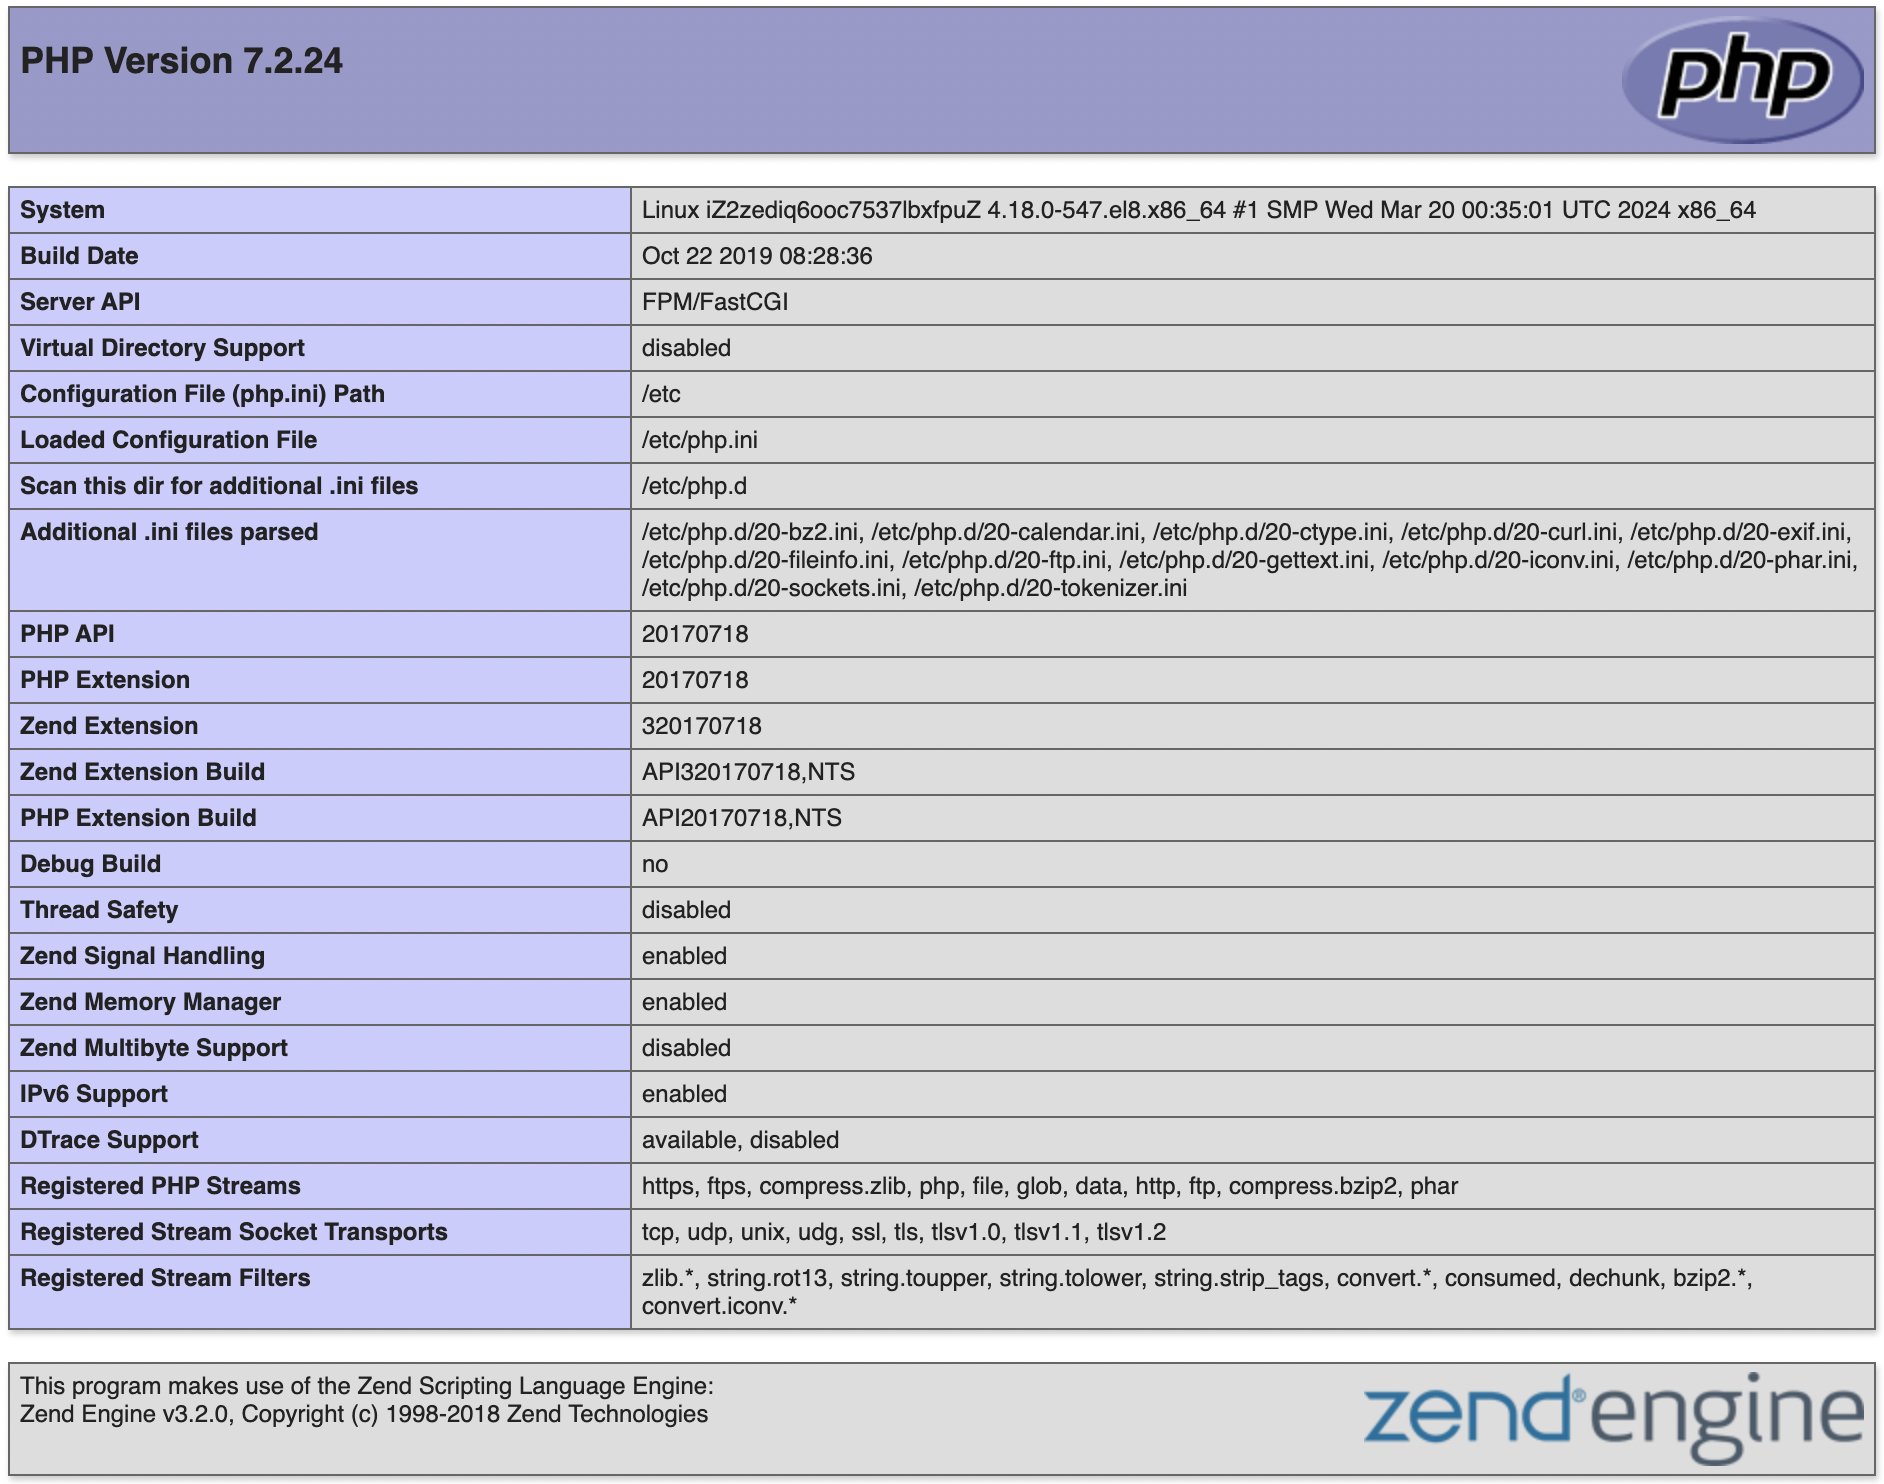 PHP Version 7.2.24
php
System Linux iZ2zediq6ooc7537lbxfpuZ 4.18.0-547.el8.x86_64 #1 SMP Wed Mar 20 00:35:01 UTC 2024 x86_64
Build Date Oct 22 2019 08:28:36
Server API FPM/FastCGI
Virtual Directory Support disabled
Configuration File (php.ini) Path /etc
Loaded Configuration File /etc/php.ini
Scan this dir for additional .ini files /etc/php.d
Additional .ini files parsed /etc/php.d/20-bz2.ini, /etc/php.d/20-calendar.ini, /etc/php.d/20-ctype.ini, /etc/php.d/20-curl.ini, /etc/php.d/20-exif.ini,
/etc/php.d/20-fileinfo.ini, /etc/php.d/20-ftp.ini, /etc/php.d/20-gettext.ini, /etc/php.d/20-iconv.ini, /etc/php.d/20-phar.ini,
/etc/php.d/20-sockets.ini, /etc/php.d/20-tokenizer.ini
PHP API 20170718
PHP Extension 20170718
Zend Extension 320170718
Zend Extension Build API320170718,NTS
PHP Extension Build API20170718,NTS
Debug Build no
Thread Safety disabled
Zend Signal Handling enabled
Zend Memory Manager enabled
Zend Multibyte Support disabled
IPv6 Support enabled
DTrace Support available, disabled
Registered PHP Streams https, ftps, compress.zlib, php, file, glob, data, http, ftp, compress.bzip2, phar
Registered Stream Socket Transports tcp, udp, unix, udg, ssl, tls, tlsv1.0, tlsv1.1, tlsv1.2
Registered Stream Filters zlib.*, string.rot13, string.toupper, string.tolower, string.strip_tags, convert.*, consumed, dechunk, bzip2.*,
convert.iconv.*
This program makes use of the Zend Scripting Language Engine:
Zend Engine v3.2.0, Copyright (c) 1998-2018 Zend Technologies
zend® engine